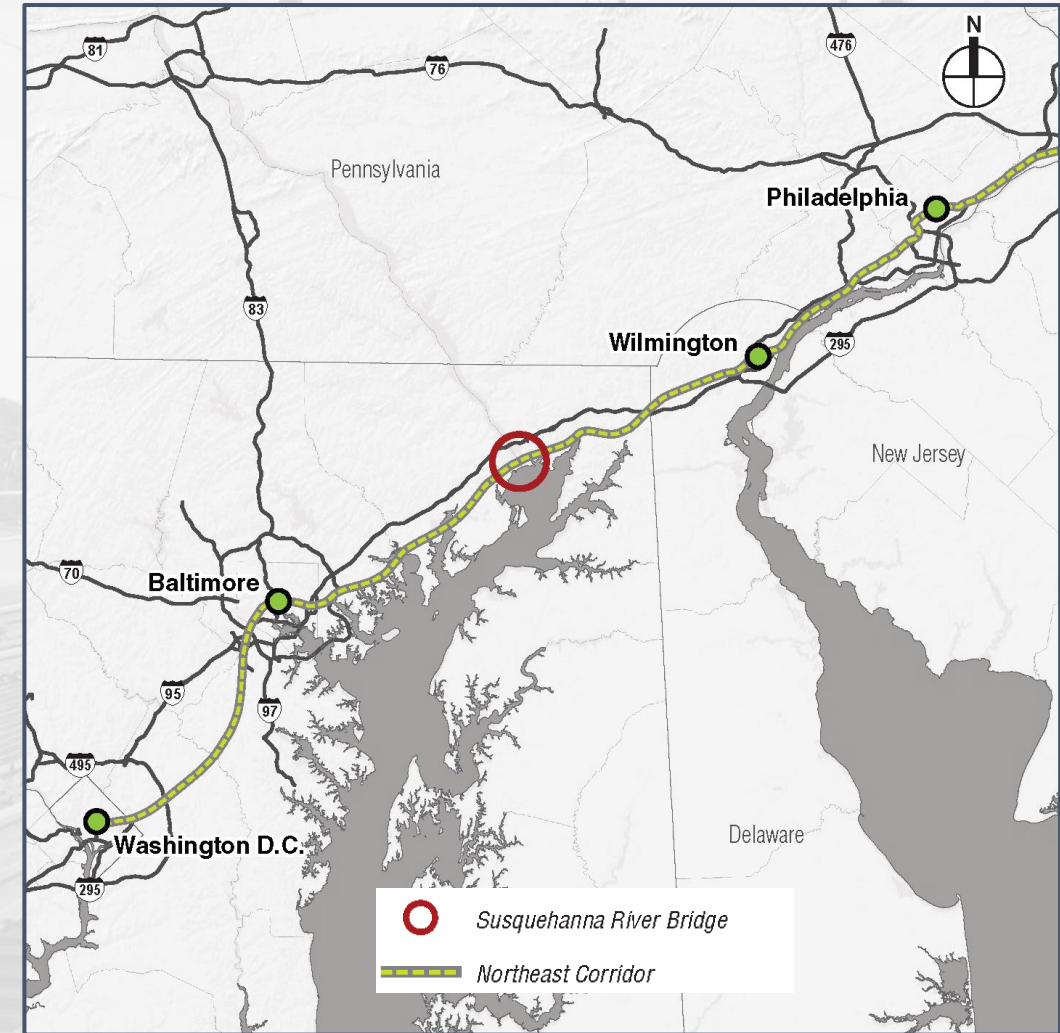 N
81
76
476
Pennsylvania
Philadelphia
83
Wilmington
295
New Jersey
70
Baltimore
95
97
495
Washington D.C.
Delaware
295
Susquehanna River Bridge
Northeast Corridor